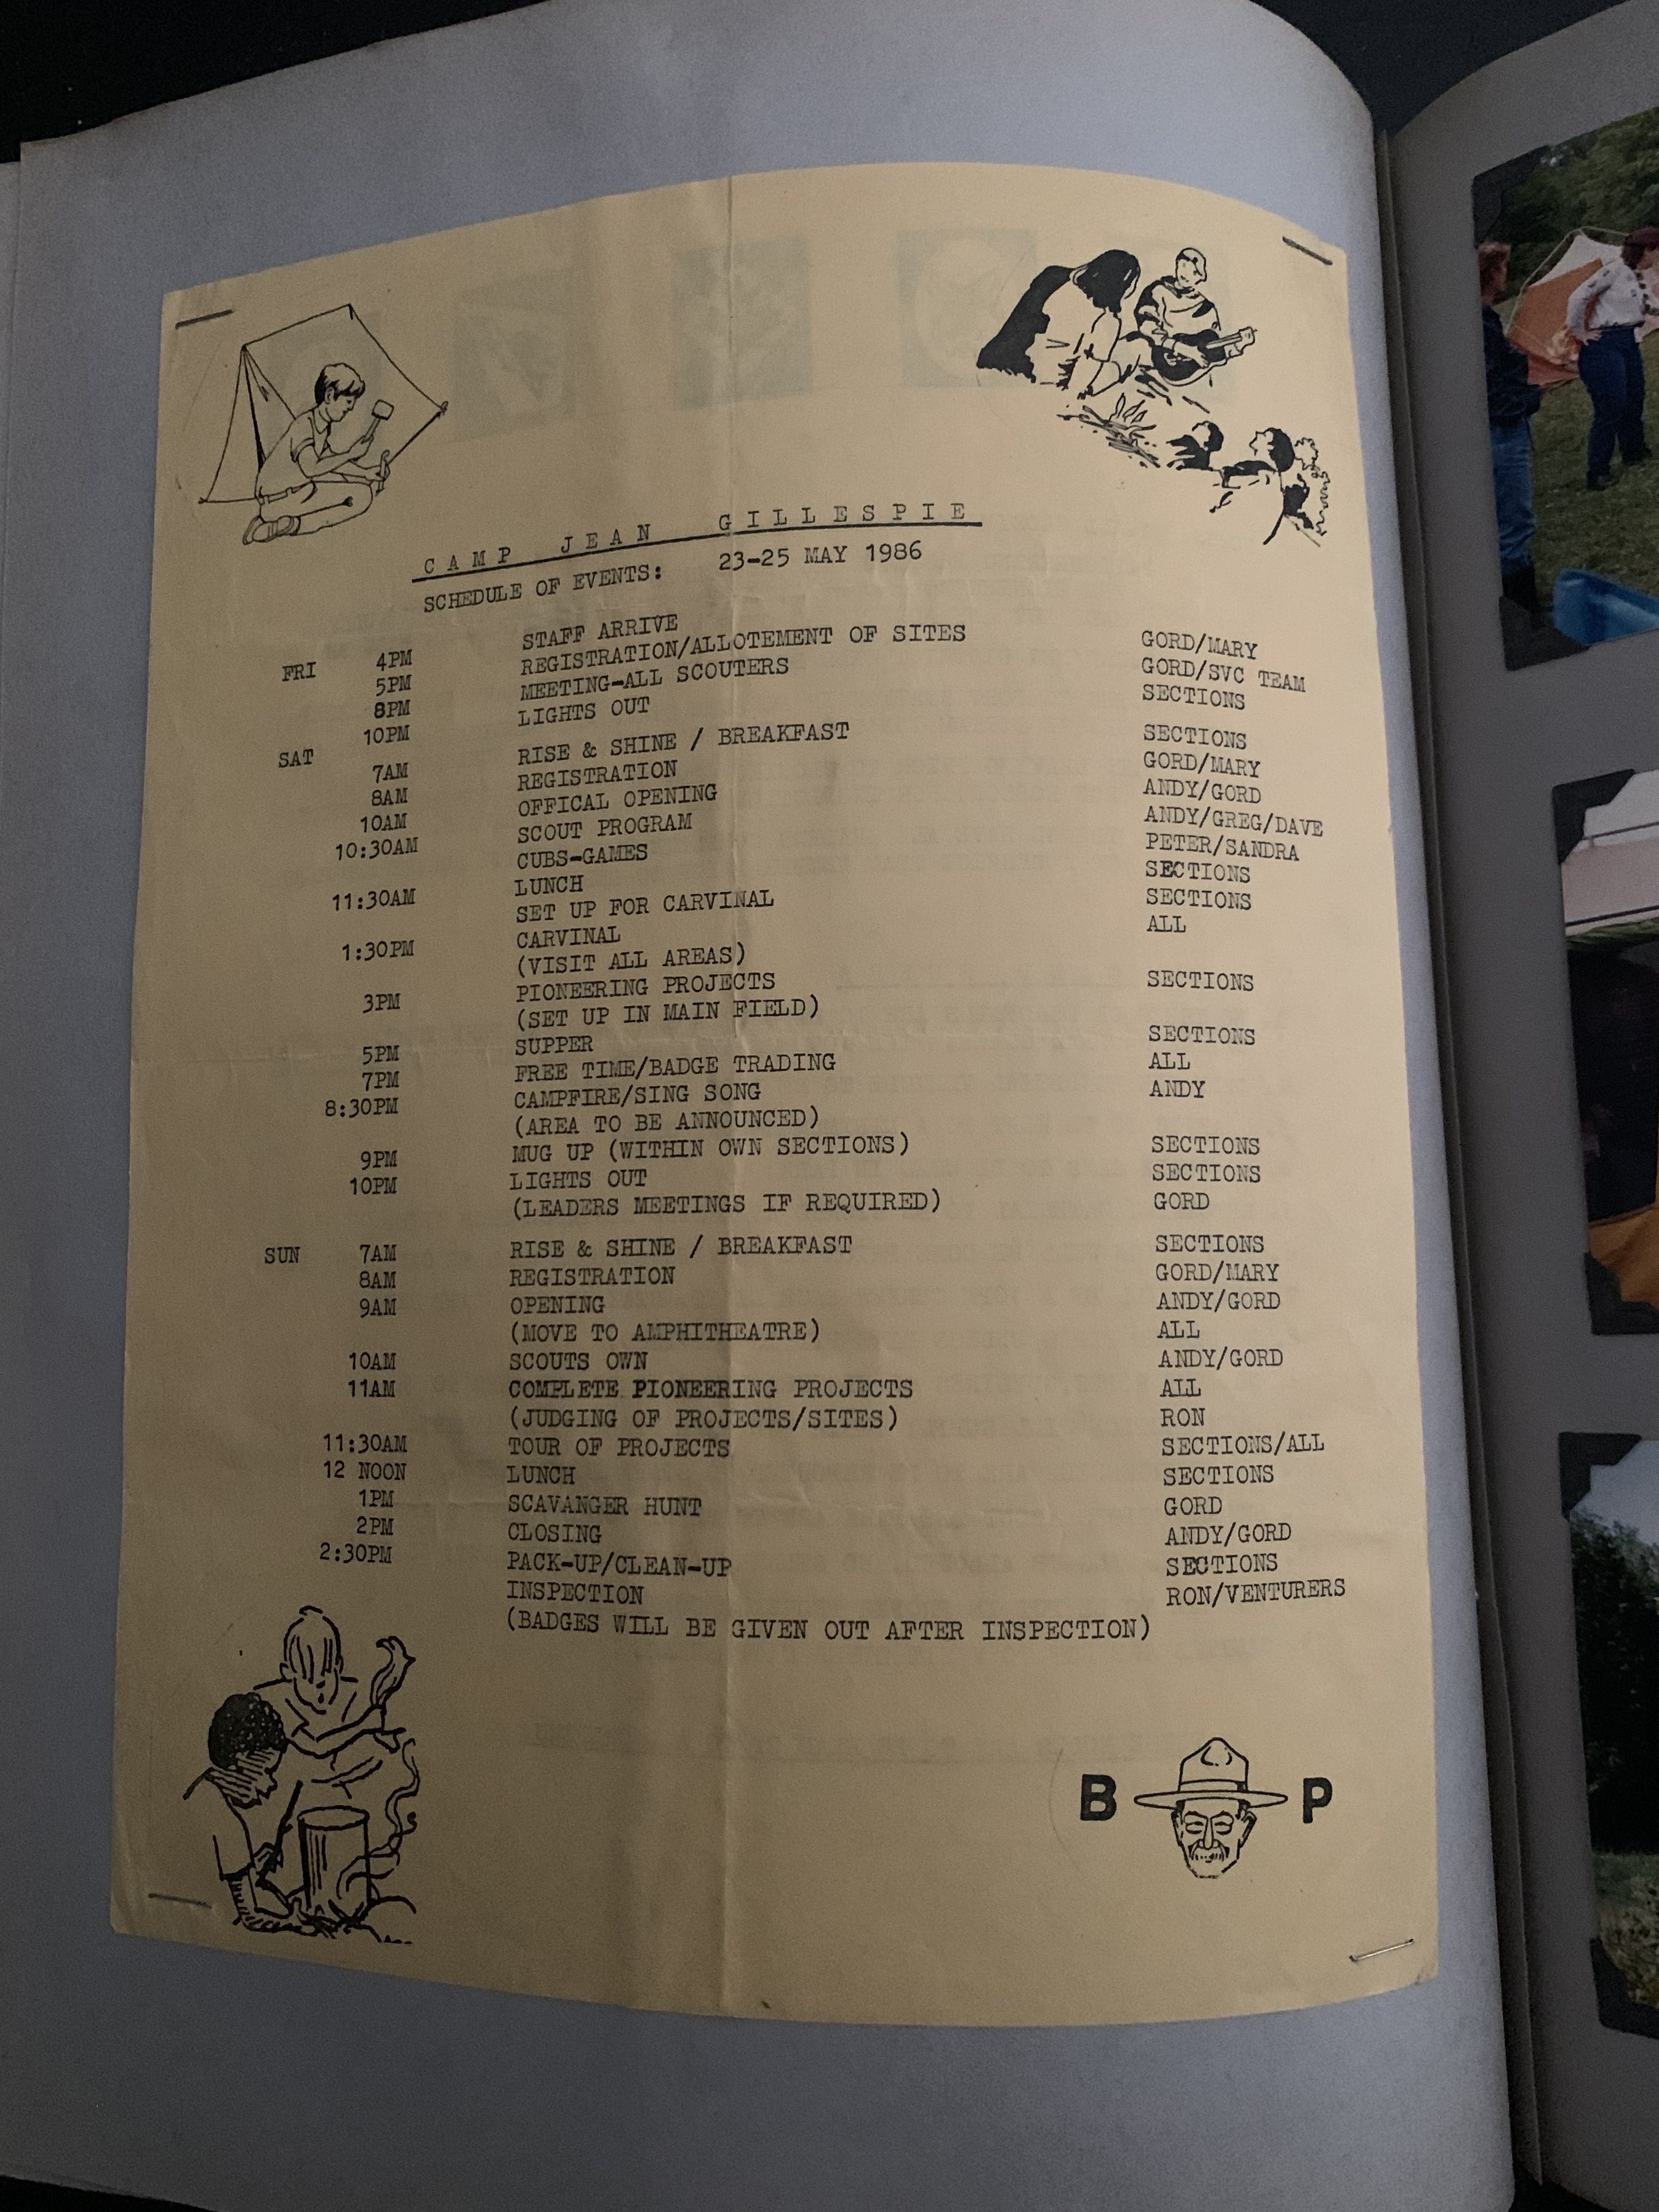 CAMP JEAN GILLESPIE
SCHEDULE OF EVENTS: 23-25 MAY 1986
FRI 4PM STAFF ARRIVE
5PM REGISTRATION/ALLOTEMENT OF SITES GORD/MARY
8PM MEETING-ALL SCOUTERS GORD/SVC TEAM
10PM LIGHTS OUT SECTIONS
SAT 7AM RISE & SHINE / BREAKFAST SECTIONS
8AM REGISTRATION GORD/MARY
10AM OFFICAL OPENING ANDY/GORD
10:30AM SCOUT PROGRAM ANDY/GREG/DAVE
CUBS-GAMES PETER/SANDRA
11:30AM LUNCH SECTIONS
SET UP FOR CARVINAL SECTIONS
1:30PM CARVINAL ALL
(VISIT ALL AREAS)
3PM PIONEERING PROJECTS SECTIONS
(SET UP IN MAIN FIELD)
5PM SUPPER SECTIONS
7PM FREE TIME/BADGE TRADING ALL
8:30PM CAMPFIRE/SING SONG ANDY
(AREA TO BE ANNOUNCED)
9PM MUG UP (WITHIN OWN SECTIONS) SECTIONS
10PM LIGHTS OUT SECTIONS
(LEADERS MEETINGS IF REQUIRED) GORD
SUN 7AM RISE & SHINE / BREAKFAST SECTIONS
8AM REGISTRATION GORD/MARY
9AM OPENING ANDY/GORD
(MOVE TO AMPHITHEATRE) ALL
10AM SCOUTS OWN ANDY/GORD
11AM COMPLETE PIONEERING PROJECTS ALL
(JUDGING OF PROJECTS/SITES) RON
11:30AM TOUR OF PROJECTS SECTIONS/ALL
12 NOON LUNCH SECTIONS
1PM SCAVANGER HUNT GORD
2PM CLOSING ANDY/GORD
2:30PM PACK-UP/CLEAN-UP SECTIONS
INSPECTION RON/VENTURERS
(BADGES WILL BE GIVEN OUT AFTER INSPECTION)
B P